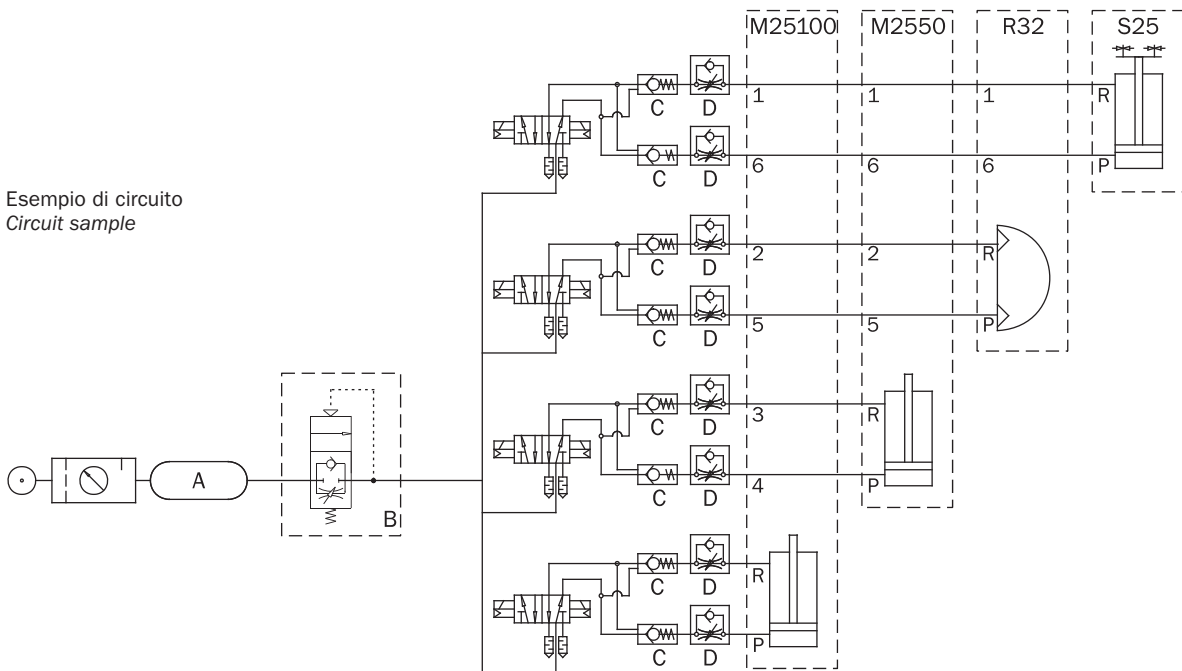 M25100 M2550 R32 S25
C D 1 1 1 R
C D 6 6 6 P
Esempio di circuito
Circuit sample
C D 2 2 R
C D 5 5 P
C D 3 R
A
C D 4 P
B
C D R
C D P